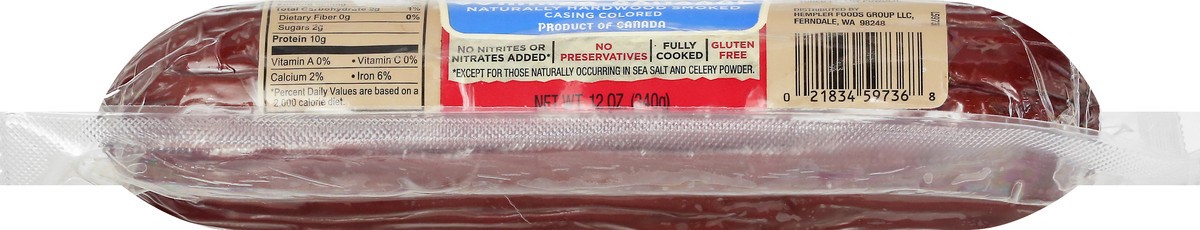 Total Carbohydrate 2g 1%
Dietary Fiber 0g 0%
Sugars 2g
Protein 10g
Vitamin A 0% • Vitamin C 0%
Calcium 2% • Iron 6%
*Percent Daily Values are based on a
2,000 calorie diet.
NATURALLY HARDWOOD SMOKED
CASING COLORED
PRODUCT OF CANADA
NO NITRITES OR
NITRATES ADDED*
NO
PRESERVATIVES
FULLY
COOKED
GLUTEN
FREE
*EXCEPT FOR THOSE NATURALLY OCCURRING IN SEA SALT AND CELERY POWDER.
NET WT. 12 OZ. (340g)
DISTRIBUTED BY
HEMPLER FOODS GROUP LLC,
FERNDALE, WA 98248
0 21834 59736 8